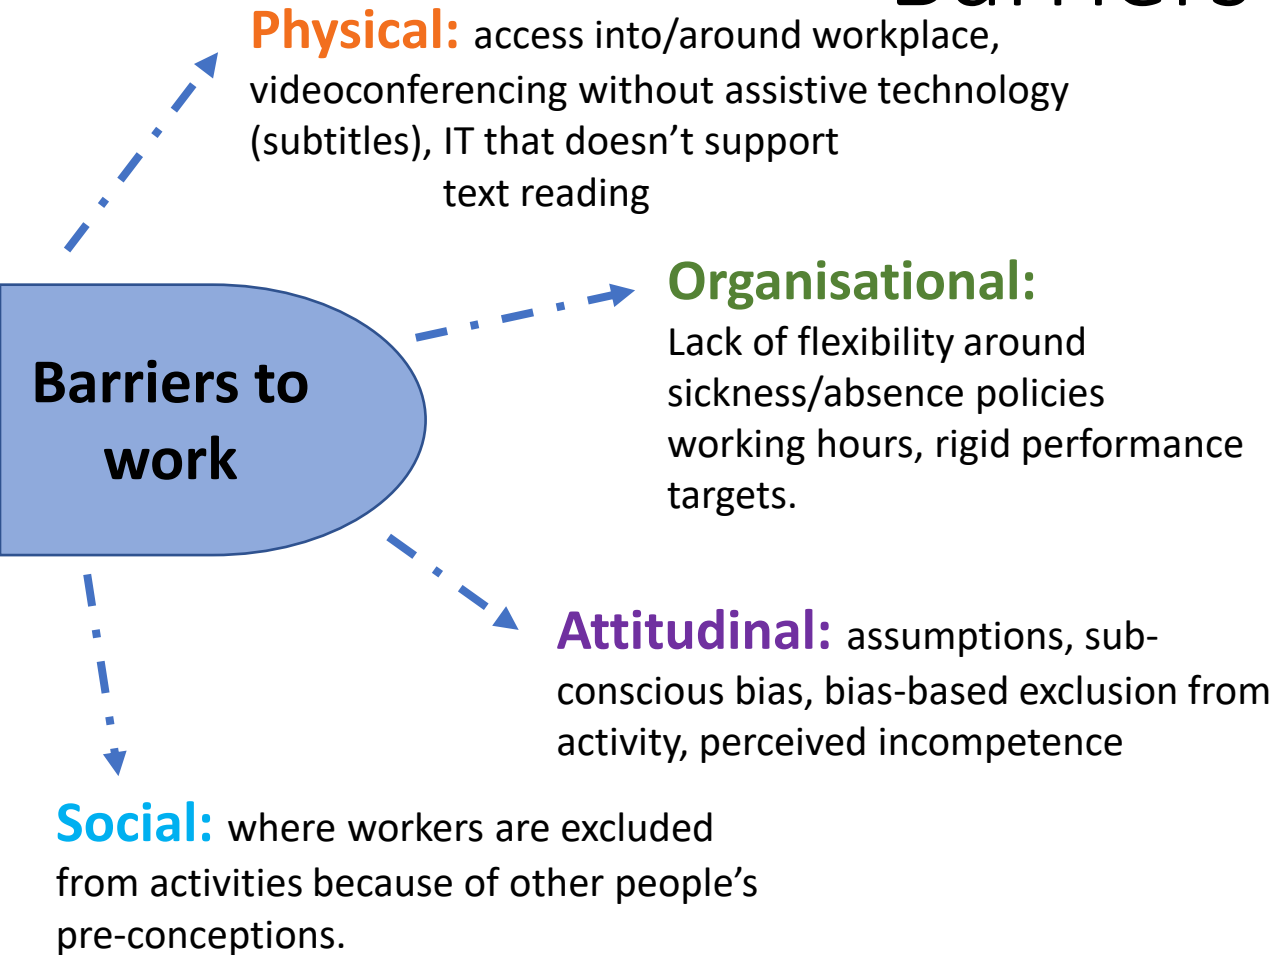 Barriers
Physical: access into/around workplace,
videoconferencing without assistive technology
(subtitles), IT that doesn’t support
text reading
Organisational:
Lack of flexibility around
sickness/absence policies
working hours, rigid performance
targets.
Barriers to
work
Attitudinal: assumptions, sub-
conscious bias, bias-based exclusion from
activity, perceived incompetence
Social: where workers are excluded
from activities because of other people’s
pre-conceptions.